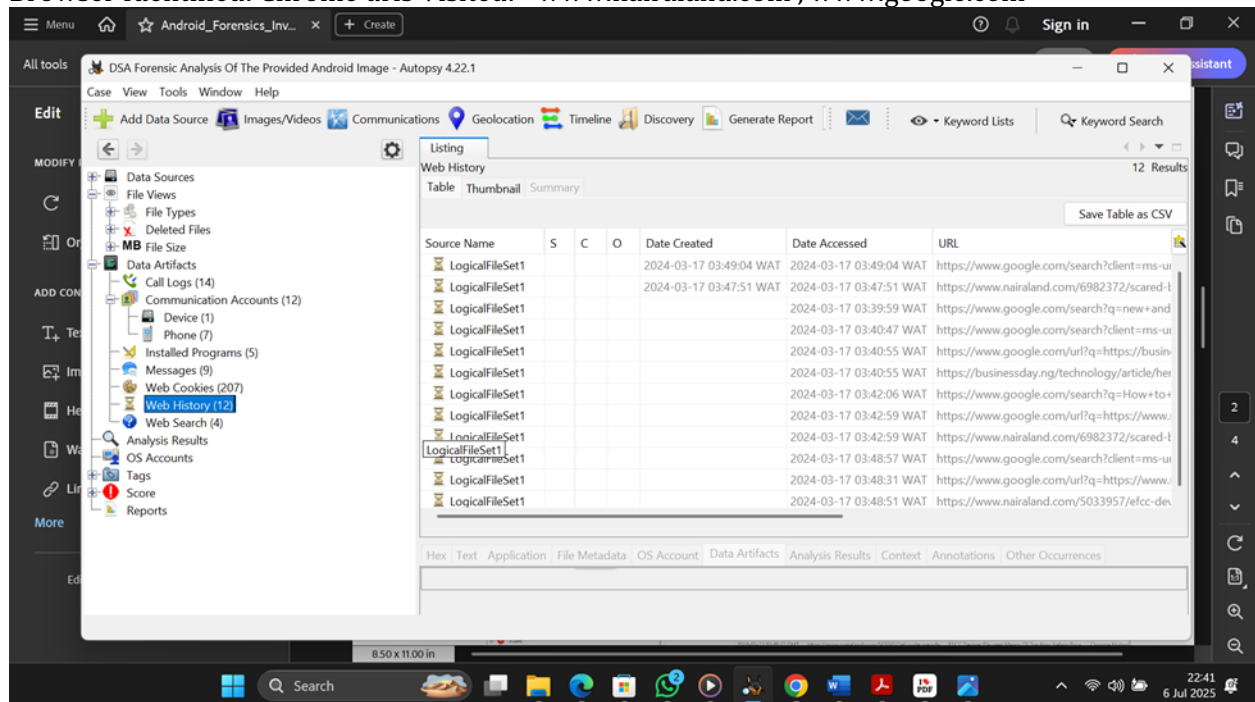 Menu
Android_Forensics_Inv...
Create
Sign in
All tools
Edit
DSA Forensic Analysis Of The Provided Android Image - Autopsy 4.22.1
Case View Tools Window Help
Add Data Source Images/Videos Communications Geolocation Timeline Discovery Generate Report Keyword Lists Keyword Search
Listing
Web History
12 Results
Table Thumbnail Summary
Save Table as CSV
Data Sources
File Views
File Types
Deleted Files
MB File Size
Data Artifacts
Call Logs (14)
Communication Accounts (12)
Device (1)
Phone (7)
Installed Programs (5)
Messages (9)
Web Cookies (207)
Web History (12)
Web Search (4)
Analysis Results
OS Accounts
Tags
Score
Reports
Source Name S C O Date Created Date Accessed URL
LogicalFileSet1 2024-03-17 03:49:04 WAT 2024-03-17 03:49:04 WAT https://www.google.com/search?client=ms-ur
LogicalFileSet1 2024-03-17 03:47:51 WAT 2024-03-17 03:47:51 WAT https://www.nairaland.com/6982372/scared-b
LogicalFileSet1 2024-03-17 03:39:59 WAT https://www.google.com/search?q=new+and
LogicalFileSet1 2024-03-17 03:40:47 WAT https://www.google.com/search?client=ms-ur
LogicalFileSet1 2024-03-17 03:40:55 WAT https://www.google.com/url?q=https://busin
LogicalFileSet1 2024-03-17 03:40:55 WAT https://businessday.ng/technology/article/her
LogicalFileSet1 2024-03-17 03:42:06 WAT https://www.google.com/search?q=How+to+
LogicalFileSet1 2024-03-17 03:42:59 WAT https://www.google.com/url?q=https://www.
LogicalFileSet1 2024-03-17 03:42:59 WAT https://www.nairaland.com/6982372/scared-b
LogicalFileSet1
LogicalFileSet1 2024-03-17 03:48:57 WAT https://www.google.com/search?client=ms-ur
LogicalFileSet1 2024-03-17 03:48:31 WAT https://www.google.com/url?q=https://www.
LogicalFileSet1 2024-03-17 03:48:51 WAT https://www.nairaland.com/5033957/efcc-dev
Hex Text Application File Metadata OS Account Data Artifacts Analysis Results Context Annotations Other Occurrences
More
2
4
8.50 x 11.00 in
Search
22:41
6 Jul 2025